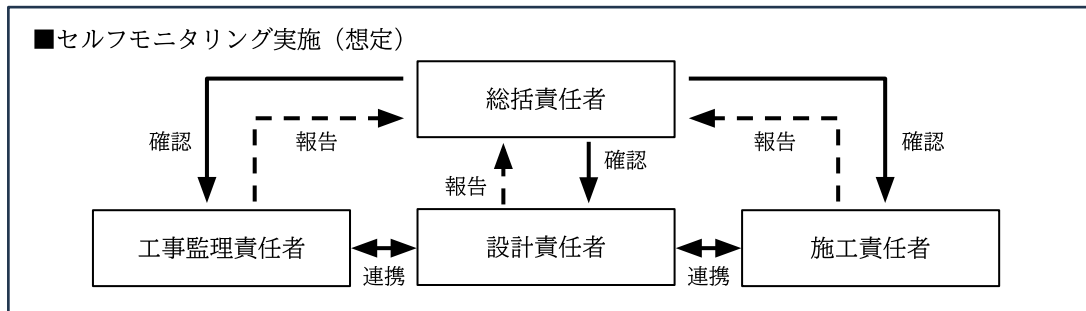 ■セルフモニタリング実施（想定）
総括責任者
確認
報告
報告
確認
報告
確認
工事監理責任者
設計責任者
施工責任者
連携
連携